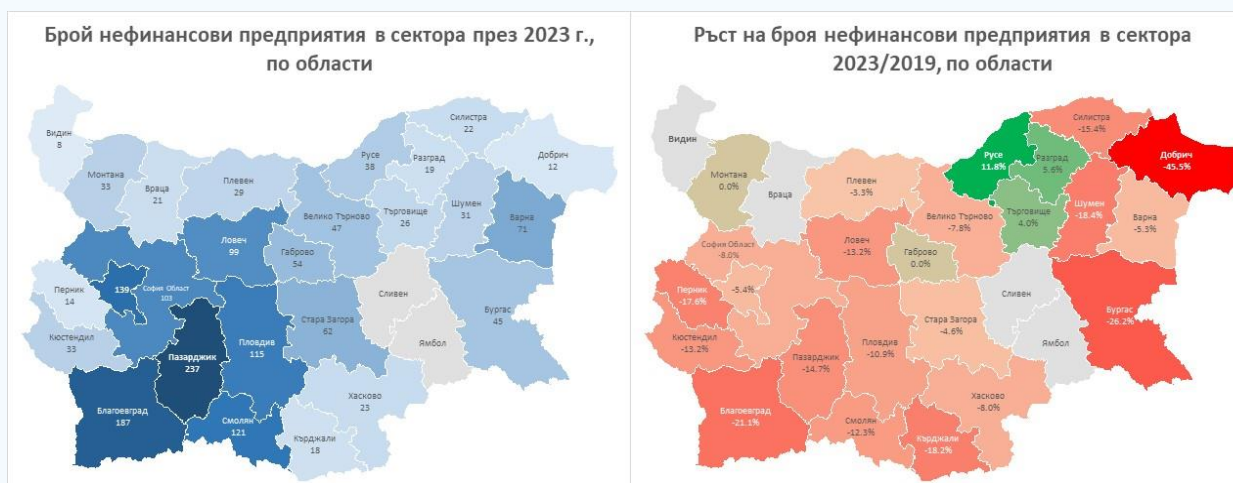 Брой нефинансови предприятия в сектора през 2023 г.,
по области
Силистра
22
Видин
8
Русе
38
Разград
19
Добрич
12
Монтана
33
Враца
21
Плевен
29
Велико Търново
47
Търговище
26
Шумен
31
Варна
71
Ловеч
99
Габрово
54
Перник
14
139
София Област
103
Сливен
Бургас
45
Кюстендил
33
Пазарджик
237
Пловдив
115
Стара Загора
62
Ямбол
Благоевград
187
Смолян
121
Хасково
23
Кърджали
18
Ръст на броя нефинансови предприятия в сектора
2023/2019, по области
Силистра
-15.4%
Видин
Русе
11.8%
Разград
5.6%
Добрич
-45.5%
Монтана
0.0%
Враца
Плевен
-3.3%
Велико Търново
-7.8%
Търговище
4.0%
Шумен
-18.4%
Варна
-5.3%
София Област
-8.0%
Ловеч
-13.2%
Габрово
0.0%
Перник
-17.6%
-5.4%
Сливен
Бургас
-26.2%
Кюстендил
-13.2%
Пазарджик
-14.7%
Пловдив
-10.9%
Стара Загора
-4.6%
Ямбол
Благоевград
-21.1%
Смолян
-12.3%
Хасково
-8.0%
Кърджали
-18.2%